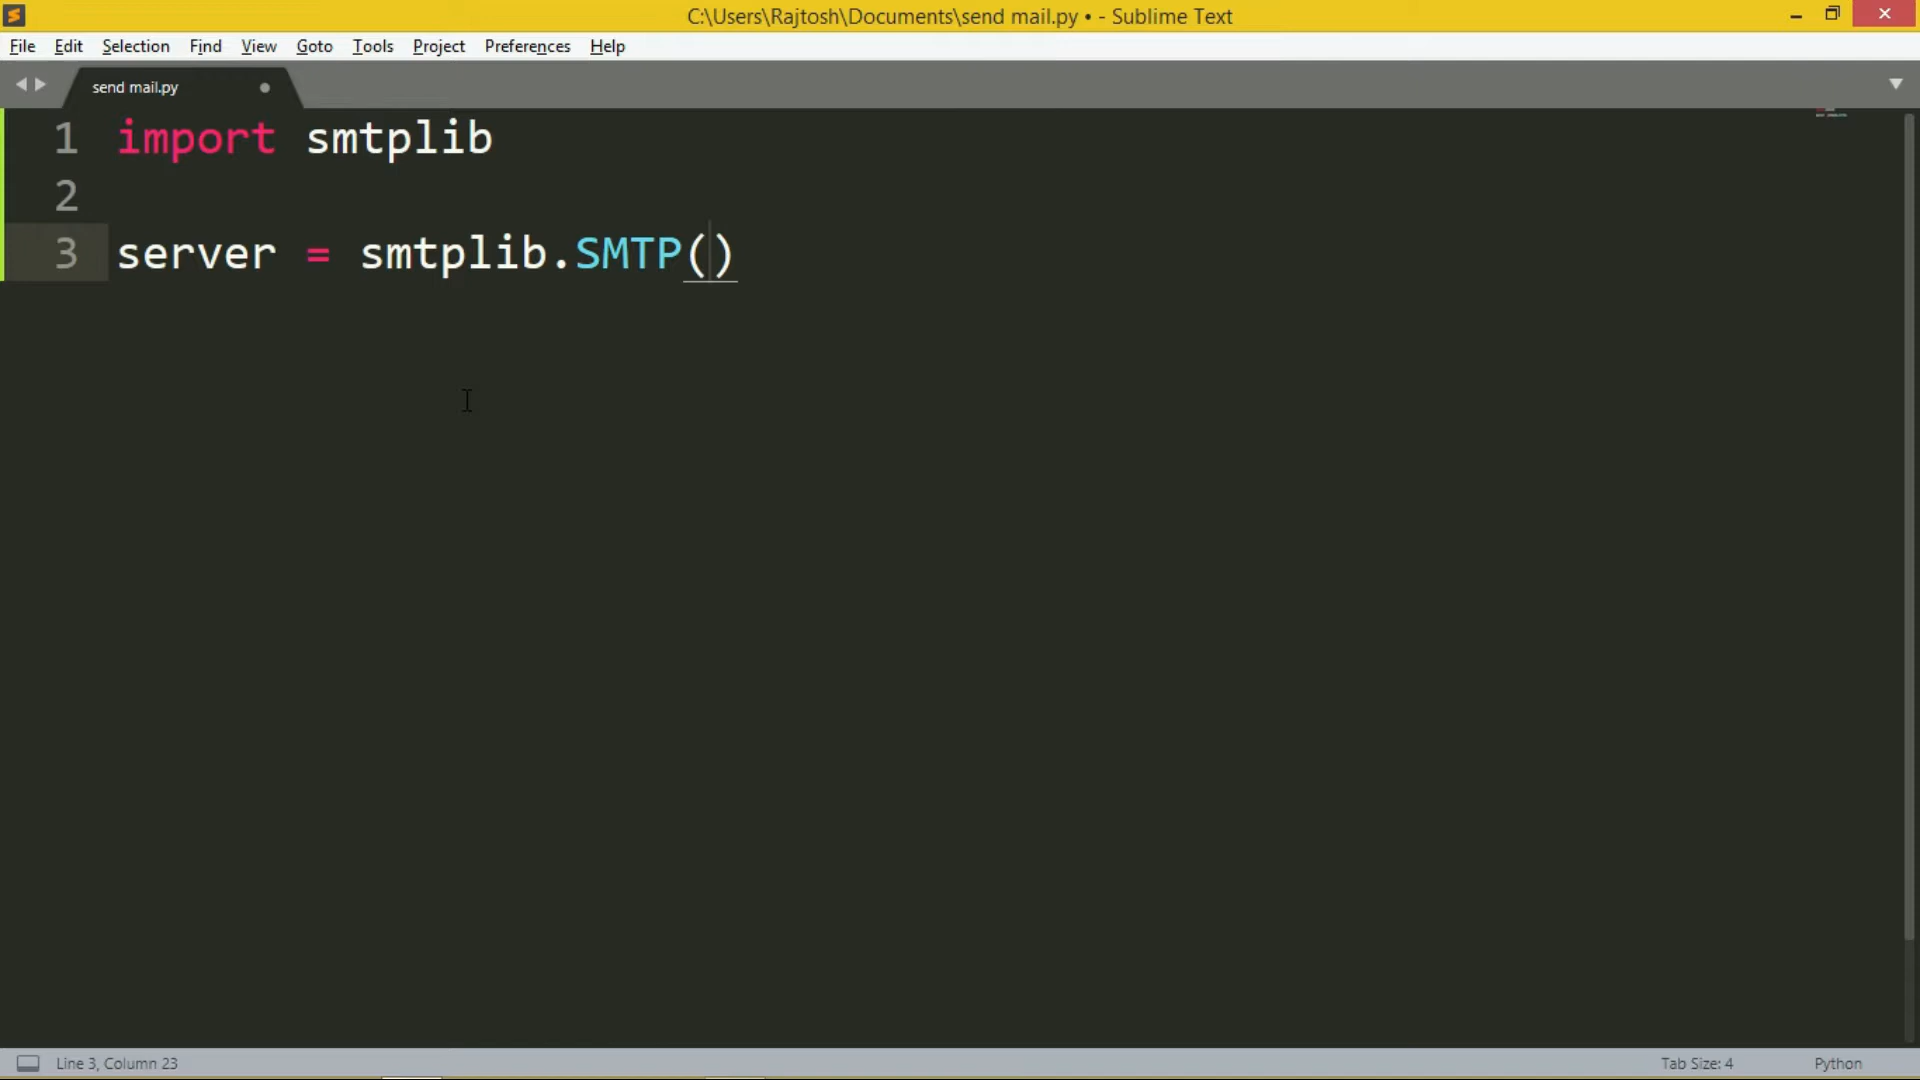 C:\Users\Rajtosh\Documents\send mail.py • - Sublime Text
File Edit Selection Find View Goto Tools Project Preferences Help
send mail.py
1 import smtplib
2
3 server = smtplib.SMTP()
Line 3, Column 23
Tab Size: 4 Python